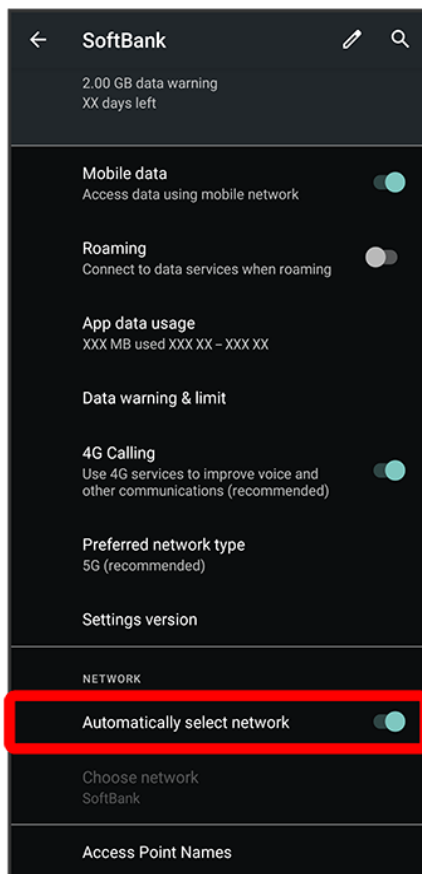 SoftBank
2.00 GB data warning
XX days left
Mobile data
Access data using mobile network
Roaming
Connect to data services when roaming
App data usage
XXX MB used XXX XX – XXX XX
Data warning & limit
4G Calling
Use 4G services to improve voice and
other communications (recommended)
Preferred network type
5G (recommended)
Settings version
NETWORK
Automatically select network
Choose network
SoftBank
Access Point Names